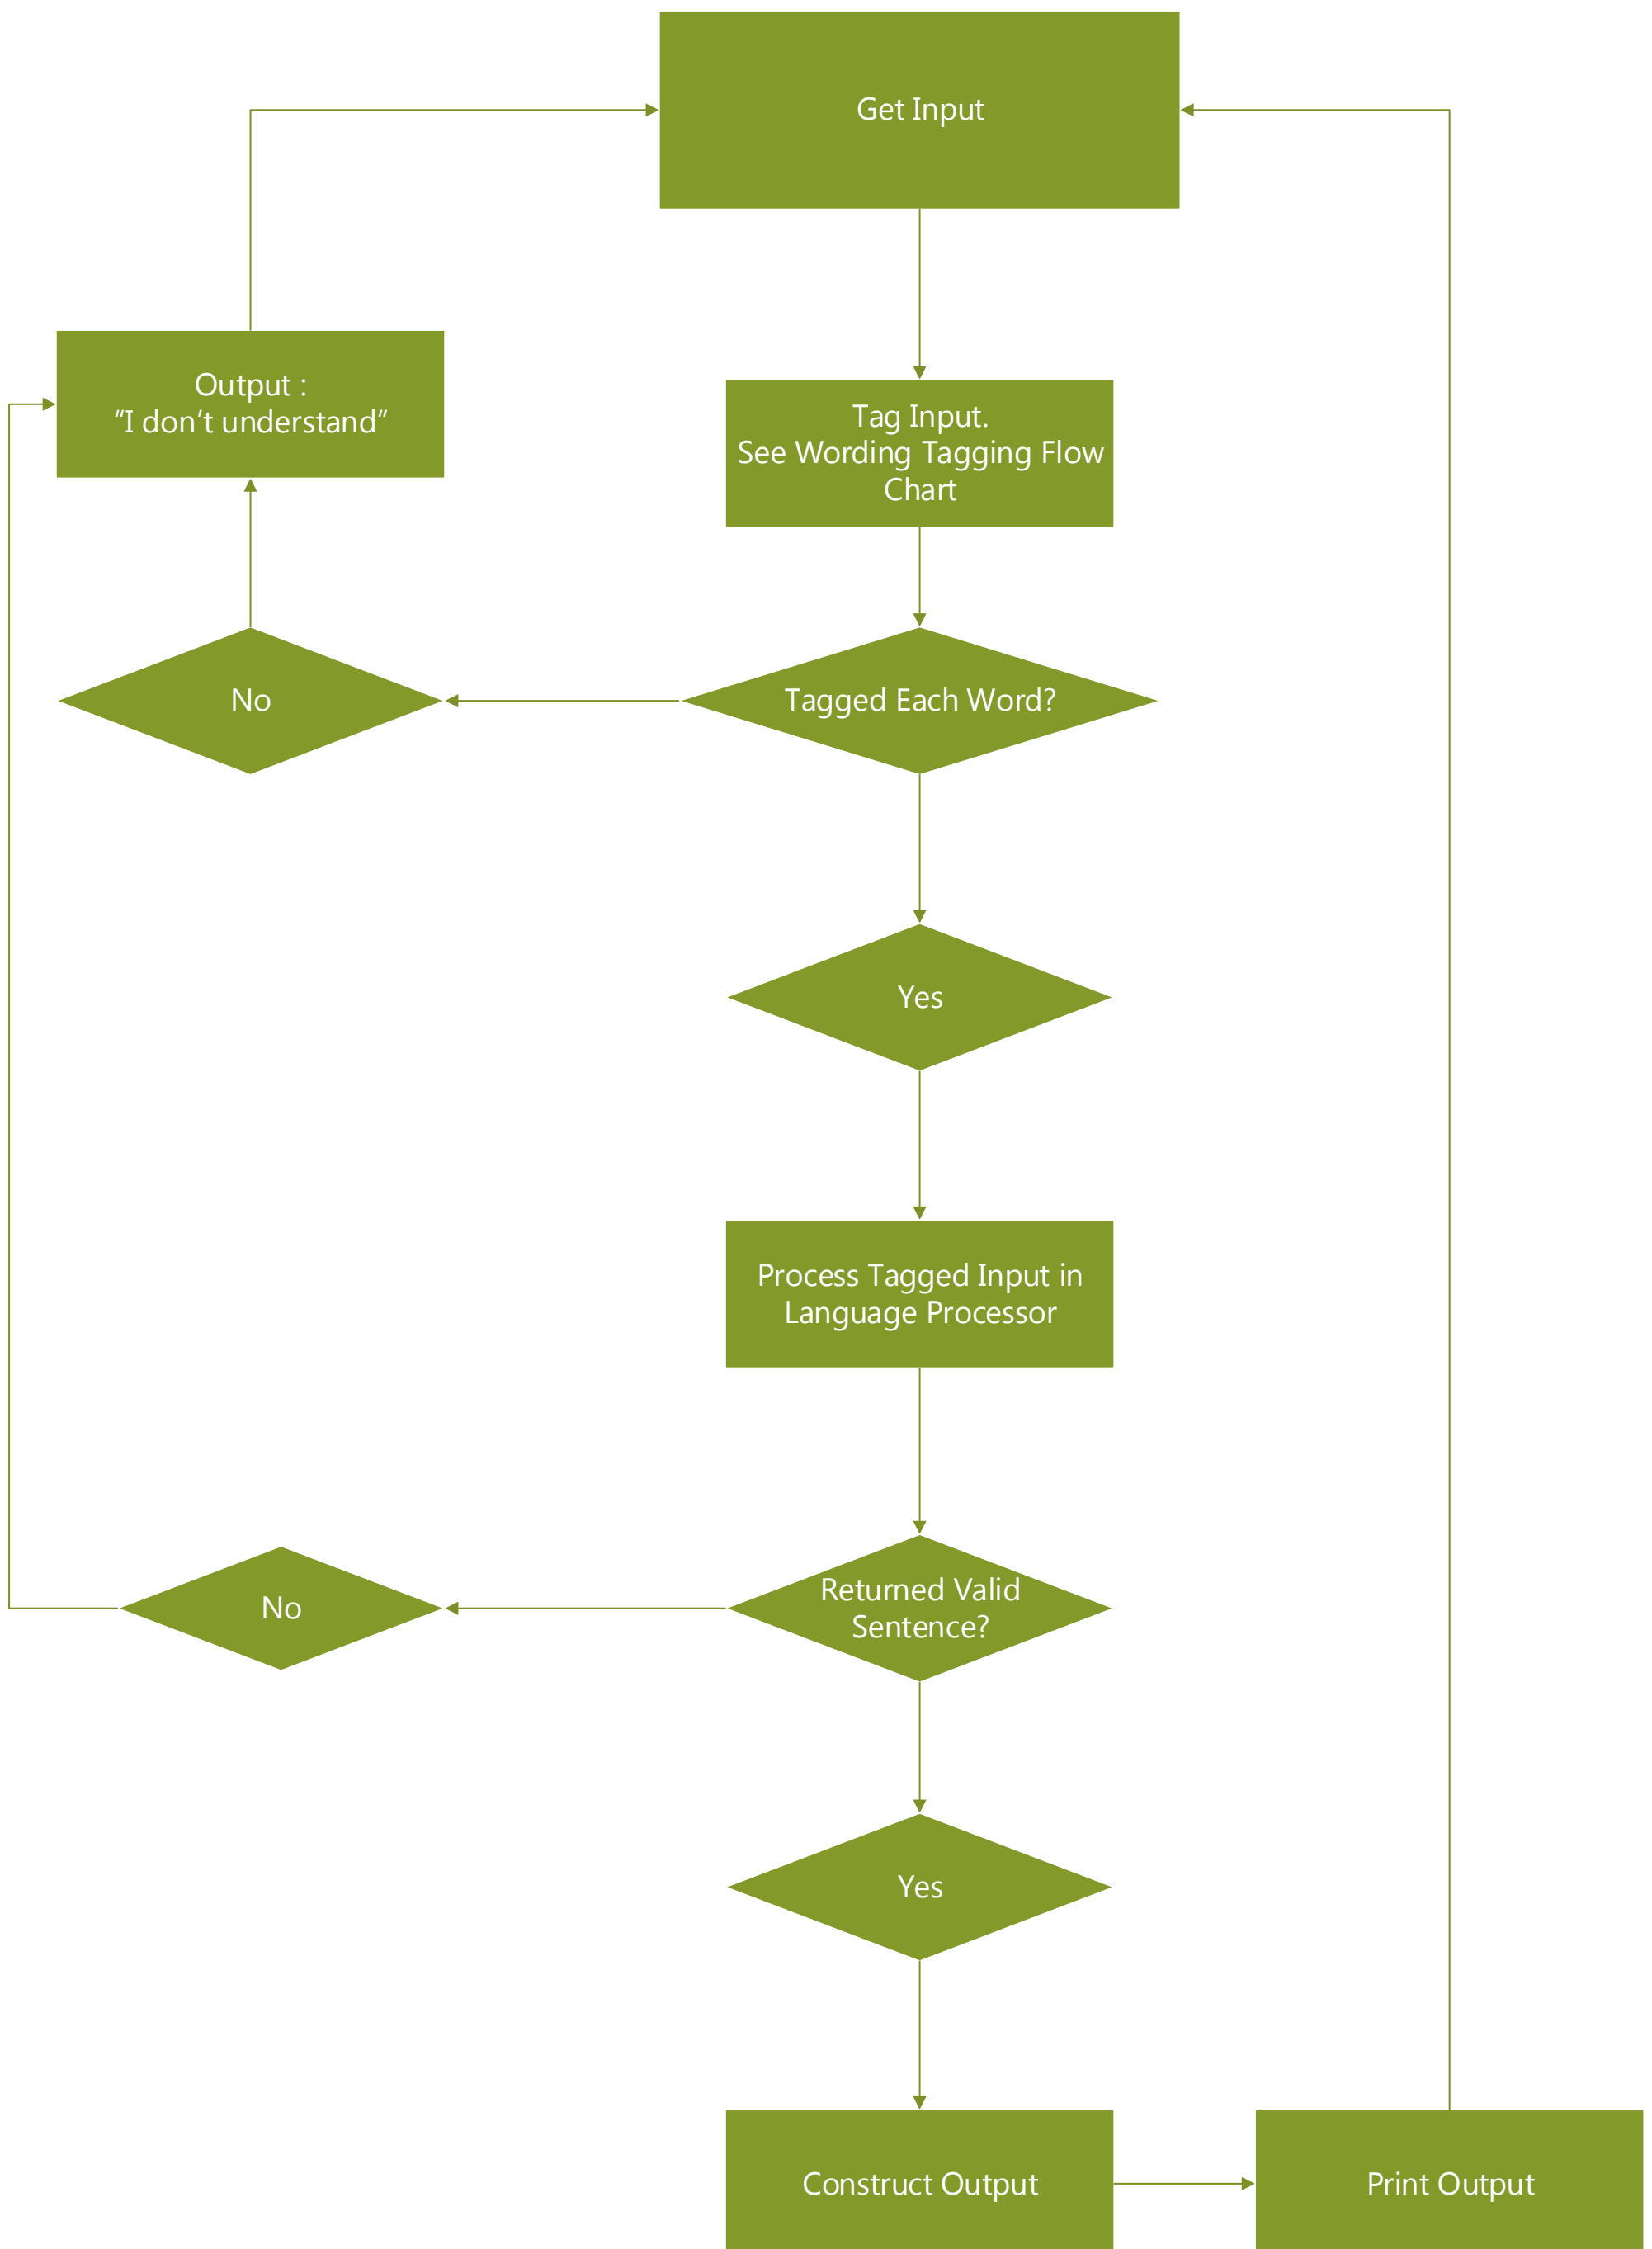 Get Input
Output :
“I don’t understand”
Tag Input.
See Wording Tagging Flow
Chart
No
Tagged Each Word?
Yes
Process Tagged Input in
Language Processor
No
Returned Valid
Sentence?
Yes
Construct Output
Print Output